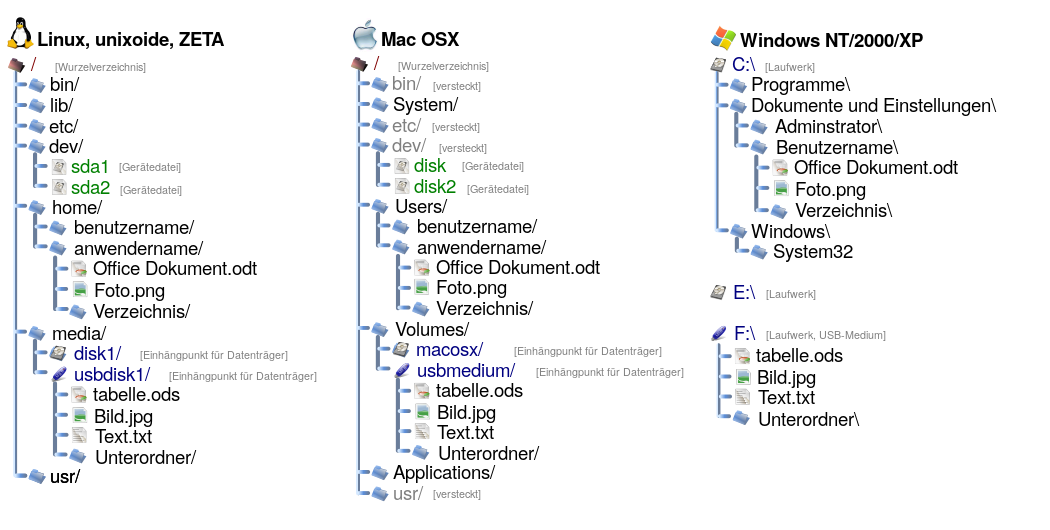 Linux, unixoide, ZETA
/ [Wurzelverzeichnis]
bin/
lib/
etc/
dev/
sda1 [Gerätedatei]
sda2 [Gerätedatei]
home/
benutzername/
anwendername/
Office Dokument.odt
Foto.png
Verzeichnis/
media/
disk1/ [Einhängpunkt für Datenträger]
usbdisk1/ [Einhängpunkt für Datenträger]
tabelle.ods
Bild.jpg
Text.txt
Unterordner/
usr/
Mac OSX
/ [Wurzelverzeichnis]
bin/ [versteckt]
System/
etc/ [versteckt]
dev/ [versteckt]
disk [Gerätedatei]
disk2 [Gerätedatei]
Users/
benutzername/
anwendername/
Office Dokument.odt
Foto.png
Verzeichnis/
Volumes/
macosx/ [Einhängpunkt für Datenträger]
usbmedium/ [Einhängpunkt für Datenträger]
tabelle.ods
Bild.jpg
Text.txt
Unterordner/
Applications/
usr/ [versteckt]
Windows NT/2000/XP
C:\ [Laufwerk]
Programme\
Dokumente und Einstellungen\
Adminstrator\
Benutzername\
Office Dokument.odt
Foto.png
Verzeichnis\
Windows\
System32
E:\ [Laufwerk]
F:\ [Laufwerk, USB-Medium]
tabelle.ods
Bild.jpg
Text.txt
Unterordner\